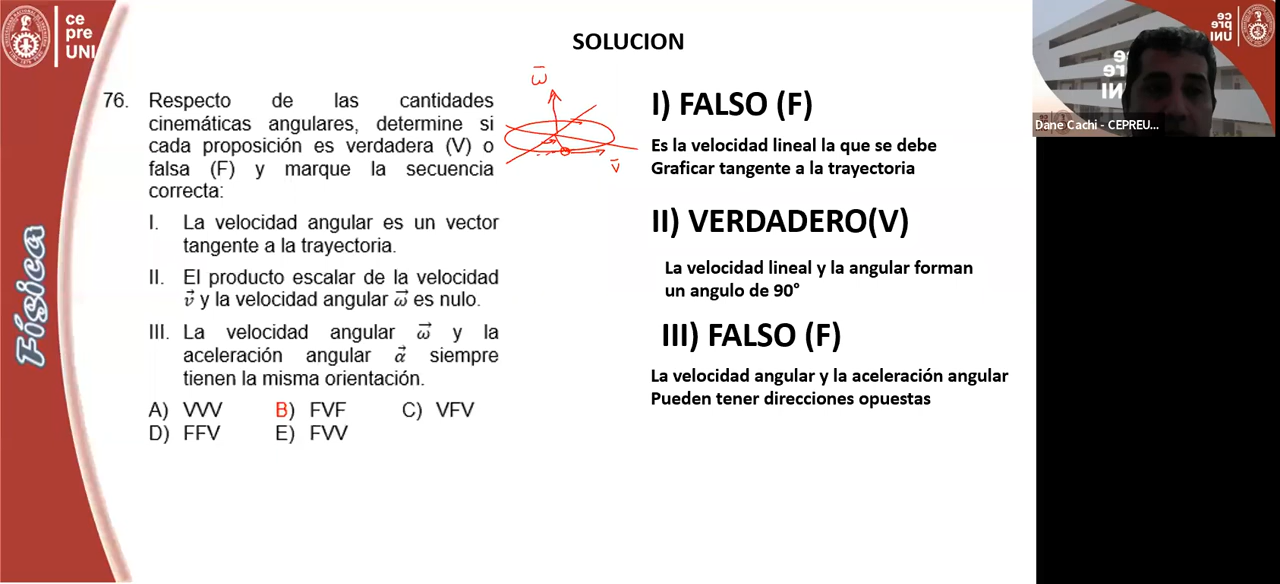 ce
pre
UNI
Física
SOLUCION
76. Respecto de las cantidades
cinemáticas angulares, determine si
cada proposición es verdadera (V) o
falsa (F) y marque la secuencia
correcta:
I. La velocidad angular es un vector
tangente a la trayectoria.
II. El producto escalar de la velocidad
v⃗ y la velocidad angular ω⃗ es nulo.
III. La velocidad angular ω⃗ y la
aceleración angular α⃗ siempre
tienen la misma orientación.
A) VVV B) FVF C) VFV
D) FFV E) FVV
ω̅
v̅
I) FALSO (F)
Es la velocidad lineal la que se debe
Graficar tangente a la trayectoria
II) VERDADERO(V)
La velocidad lineal y la angular forman
un angulo de 90°
III) FALSO (F)
La velocidad angular y la aceleración angular
Pueden tener direcciones opuestas
ce
pre
UNI
Dane Cachi - CEPREU...